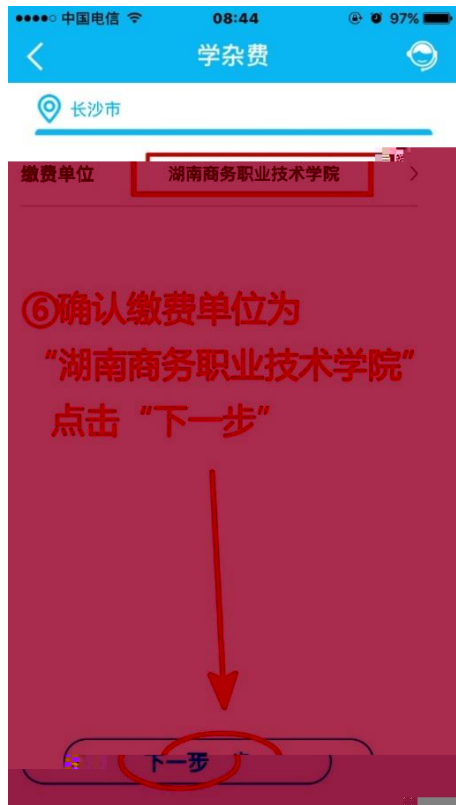 中国电信 08:44 97%
学杂费
长沙市
缴费单位 湖南商务职业技术学院
⑥确认缴费单位为
“湖南商务职业技术学院”
点击“下一步”
下一步